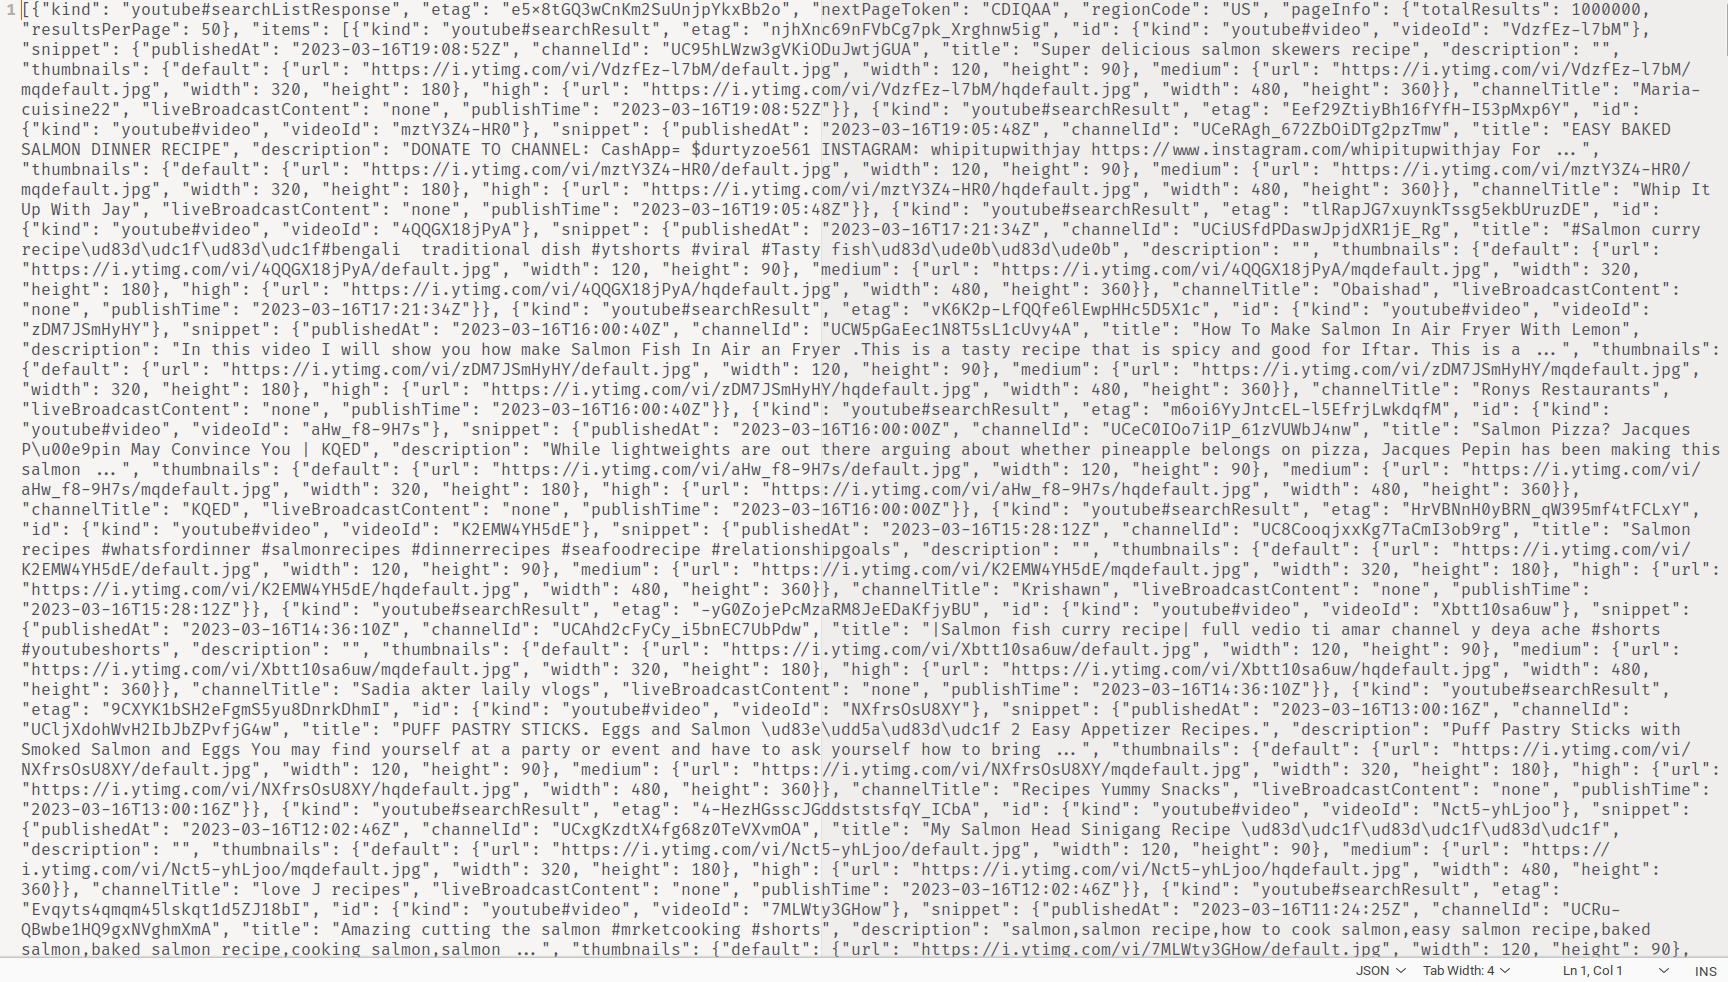 1 [{"kind": "youtube#searchListResponse", "etag": "e5x8tGQ3wCnKm2SuUnjpYkxBb2o", "nextPageToken": "CDIQAA", "regionCode": "US", "pageInfo": {"totalResults": 1000000,
"resultsPerPage": 50}, "items": [{"kind": "youtube#searchResult", "etag": "njhXnc69nFVbCg7pk_Xrghnw5ig", "id": {"kind": "youtube#video", "videoId": "VdzfEz-l7bM"},
"snippet": {"publishedAt": "2023-03-16T19:08:52Z", "channelId": "UC95hLWzw3gVKiODuJwtjGUA", "title": "Super delicious salmon skewers recipe", "description": "",
"thumbnails": {"default": {"url": "https://i.ytimg.com/vi/VdzfEz-l7bM/default.jpg", "width": 120, "height": 90}, "medium": {"url": "https://i.ytimg.com/vi/VdzfEz-l7bM/
mqdefault.jpg", "width": 320, "height": 180}, "high": {"url": "https://i.ytimg.com/vi/VdzfEz-l7bM/hqdefault.jpg", "width": 480, "height": 360}}, "channelTitle": "Maria-
cuisine22", "liveBroadcastContent": "none", "publishTime": "2023-03-16T19:08:52Z"}}, {"kind": "youtube#searchResult", "etag": "Eef29ZtiyBh16fYfH-I53pMxp6Y", "id":
{"kind": "youtube#video", "videoId": "mztY3Z4-HR0"}, "snippet": {"publishedAt": "2023-03-16T19:05:48Z", "channelId": "UCeRAgh_672ZbOiDTg2pzTmw", "title": "EASY BAKED
SALMON DINNER RECIPE", "description": "DONATE TO CHANNEL: CashApp= $durtyzoe561 INSTAGRAM: whipitupwithjay https://www.instagram.com/whipitupwithjay For ...",
"thumbnails": {"default": {"url": "https://i.ytimg.com/vi/mztY3Z4-HR0/default.jpg", "width": 120, "height": 90}, "medium": {"url": "https://i.ytimg.com/vi/mztY3Z4-HR0/
mqdefault.jpg", "width": 320, "height": 180}, "high": {"url": "https://i.ytimg.com/vi/mztY3Z4-HR0/hqdefault.jpg", "width": 480, "height": 360}}, "channelTitle": "Whip It
Up With Jay", "liveBroadcastContent": "none", "publishTime": "2023-03-16T19:05:48Z"}}, {"kind": "youtube#searchResult", "etag": "tlRapJG7xuynkTssg5ekbUruzDE", "id":
{"kind": "youtube#video", "videoId": "4QQGX18jPyA"}, "snippet": {"publishedAt": "2023-03-16T17:21:34Z", "channelId": "UCiUSfdPDaswJpjdXR1jE_Rg", "title": "#Salmon curry
recipe\ud83d\udc1f\ud83d\udc1f#bengali  traditional dish #ytshorts #viral #Tasty fish\ud83d\ude0b\ud83d\ude0b", "description": "", "thumbnails": {"default": {"url":
"https://i.ytimg.com/vi/4QQGX18jPyA/default.jpg", "width": 120, "height": 90}, "medium": {"url": "https://i.ytimg.com/vi/4QQGX18jPyA/mqdefault.jpg", "width": 320,
"height": 180}, "high": {"url": "https://i.ytimg.com/vi/4QQGX18jPyA/hqdefault.jpg", "width": 480, "height": 360}}, "channelTitle": "Obaishad", "liveBroadcastContent":
"none", "publishTime": "2023-03-16T17:21:34Z"}}, {"kind": "youtube#searchResult", "etag": "vK6K2p-LfQQfe6lEwpHHc5D5X1c", "id": {"kind": "youtube#video", "videoId":
"zDM7JSmHyHY"}, "snippet": {"publishedAt": "2023-03-16T16:00:40Z", "channelId": "UCW5pGaEec1N8T5sL1cUvy4A", "title": "How To Make Salmon In Air Fryer With Lemon",
"description": "In this video I will show you how make Salmon Fish In Air an Fryer .This is a tasty recipe that is spicy and good for Iftar. This is a ...", "thumbnails":
{"default": {"url": "https://i.ytimg.com/vi/zDM7JSmHyHY/default.jpg", "width": 120, "height": 90}, "medium": {"url": "https://i.ytimg.com/vi/zDM7JSmHyHY/mqdefault.jpg",
"width": 320, "height": 180}, "high": {"url": "https://i.ytimg.com/vi/zDM7JSmHyHY/hqdefault.jpg", "width": 480, "height": 360}}, "channelTitle": "Ronys Restaurants",
"liveBroadcastContent": "none", "publishTime": "2023-03-16T16:00:40Z"}}, {"kind": "youtube#searchResult", "etag": "m6oi6YyJntcEL-l5EfrjLwkdqfM", "id": {"kind":
"youtube#video", "videoId": "aHw_f8-9H7s"}, "snippet": {"publishedAt": "2023-03-16T16:00:00Z", "channelId": "UCeC0IOo7i1P_61zVUWbJ4nw", "title": "Salmon Pizza? Jacques
P\u00e9pin May Convince You | KQED", "description": "While lightweights are out there arguing about whether pineapple belongs on pizza, Jacques Pepin has been making this
salmon ...", "thumbnails": {"default": {"url": "https://i.ytimg.com/vi/aHw_f8-9H7s/default.jpg", "width": 120, "height": 90}, "medium": {"url": "https://i.ytimg.com/vi/
aHw_f8-9H7s/mqdefault.jpg", "width": 320, "height": 180}, "high": {"url": "https://i.ytimg.com/vi/aHw_f8-9H7s/hqdefault.jpg", "width": 480, "height": 360}},
"channelTitle": "KQED", "liveBroadcastContent": "none", "publishTime": "2023-03-16T16:00:00Z"}}, {"kind": "youtube#searchResult", "etag": "HrVBNnH0yBRN_qW395mf4tFCLxY",
"id": {"kind": "youtube#video", "videoId": "K2EMW4YH5dE"}, "snippet": {"publishedAt": "2023-03-16T15:28:12Z", "channelId": "UC8CooqjxxKg7TaCmI3ob9rg", "title": "Salmon
recipes #whatsfordinner #salmonrecipes #dinnerrecipes #seafoodrecipe #relationshipgoals", "description": "", "thumbnails": {"default": {"url": "https://i.ytimg.com/vi/
K2EMW4YH5dE/default.jpg", "width": 120, "height": 90}, "medium": {"url": "https://i.ytimg.com/vi/K2EMW4YH5dE/mqdefault.jpg", "width": 320, "height": 180}, "high": {"url":
"https://i.ytimg.com/vi/K2EMW4YH5dE/hqdefault.jpg", "width": 480, "height": 360}}, "channelTitle": "Krishawn", "liveBroadcastContent": "none", "publishTime":
"2023-03-16T15:28:12Z"}}, {"kind": "youtube#searchResult", "etag": "-yG0ZojePcMzaRM8JeEDaKfjyBU", "id": {"kind": "youtube#video", "videoId": "Xbtt10sa6uw"}, "snippet":
{"publishedAt": "2023-03-16T14:36:10Z", "channelId": "UCAhd2cFyCy_i5bnEC7UbPdw", "title": "|Salmon fish curry recipe| full vedio ti amar channel y deya ache #shorts
#youtubeshorts", "description": "", "thumbnails": {"default": {"url": "https://i.ytimg.com/vi/Xbtt10sa6uw/default.jpg", "width": 120, "height": 90}, "medium": {"url":
"https://i.ytimg.com/vi/Xbtt10sa6uw/mqdefault.jpg", "width": 320, "height": 180}, "high": {"url": "https://i.ytimg.com/vi/Xbtt10sa6uw/hqdefault.jpg", "width": 480,
"height": 360}}, "channelTitle": "Sadia akter laily vlogs", "liveBroadcastContent": "none", "publishTime": "2023-03-16T14:36:10Z"}}, {"kind": "youtube#searchResult",
"etag": "9CXYK1bSH2eFgmS5yu8DnrkDhmI", "id": {"kind": "youtube#video", "videoId": "NXfrsOsU8XY"}, "snippet": {"publishedAt": "2023-03-16T13:00:16Z", "channelId":
"UCljXdohWvH2IbJbZPvfjG4w", "title": "PUFF PASTRY STICKS. Eggs and Salmon \ud83e\udd5a\ud83d\udc1f 2 Easy Appetizer Recipes.", "description": "Puff Pastry Sticks with
Smoked Salmon and Eggs You may find yourself at a party or event and have to ask yourself how to bring ...", "thumbnails": {"default": {"url": "https://i.ytimg.com/vi/
NXfrsOsU8XY/default.jpg", "width": 120, "height": 90}, "medium": {"url": "https://i.ytimg.com/vi/NXfrsOsU8XY/mqdefault.jpg", "width": 320, "height": 180}, "high": {"url":
"https://i.ytimg.com/vi/NXfrsOsU8XY/hqdefault.jpg", "width": 480, "height": 360}}, "channelTitle": "Recipes Yummy Snacks", "liveBroadcastContent": "none", "publishTime":
"2023-03-16T13:00:16Z"}}, {"kind": "youtube#searchResult", "etag": "4-HezHGsscJGddststsfqY_ICbA", "id": {"kind": "youtube#video", "videoId": "Nct5-yhLjoo"}, "snippet":
{"publishedAt": "2023-03-16T12:02:46Z", "channelId": "UCxgKzdtX4fg68z0TeVXvmOA", "title": "My Salmon Head Sinigang Recipe \ud83d\udc1f\ud83d\udc1f\ud83d\udc1f",
"description": "", "thumbnails": {"default": {"url": "https://i.ytimg.com/vi/Nct5-yhLjoo/default.jpg", "width": 120, "height": 90}, "medium": {"url": "https://
i.ytimg.com/vi/Nct5-yhLjoo/mqdefault.jpg", "width": 320, "height": 180}, "high": {"url": "https://i.ytimg.com/vi/Nct5-yhLjoo/hqdefault.jpg", "width": 480, "height":
360}}, "channelTitle": "love J recipes", "liveBroadcastContent": "none", "publishTime": "2023-03-16T12:02:46Z"}}, {"kind": "youtube#searchResult", "etag":
"Evqyts4qmqm45lskqt1d5ZJ18bI", "id": {"kind": "youtube#video", "videoId": "7MLWty3GHow"}, "snippet": {"publishedAt": "2023-03-16T11:24:25Z", "channelId": "UCRu-
QBwbe1HQ9gxNVghmXmA", "title": "Amazing cutting the salmon #mrketcooking #shorts", "description": "salmon,salmon recipe,how to cook salmon,easy salmon recipe,baked
salmon,baked salmon recipe,cooking salmon,salmon ...", "thumbnails": {"default": {"url": "https://i.ytimg.com/vi/7MLWty3GHow/default.jpg", "width": 120, "height": 90},
JSON Tab Width: 4 Ln 1, Col 1 INS